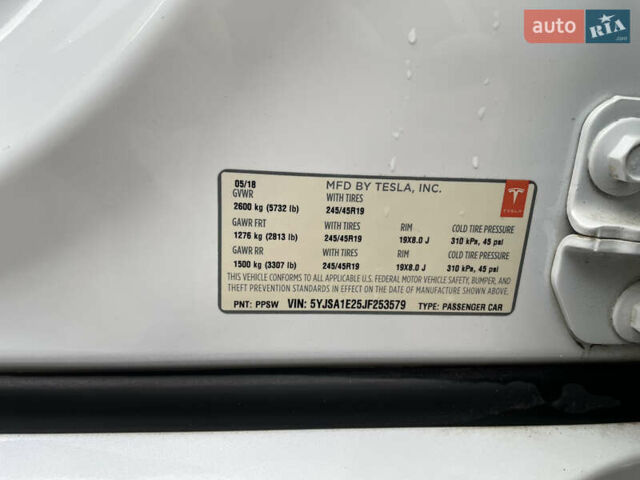 auto RIA
.com
05/18 MFD BY TESLA, INC.
GVWR WITH TIRES
2600 kg (5732 lb) 245/45R19
GAWR FRT WITH TIRES RIM COLD TIRE PRESSURE
1276 kg (2813 lb) 245/45R19 19X8.0 J 310 kPa, 45 psi
GAWR RR WITH TIRES RIM COLD TIRE PRESSURE
1500 kg (3307 lb) 245/45R19 19X8.0 J 310 kPa, 45 psi
THIS VEHICLE CONFORMS TO ALL APPLICABLE U.S. FEDERAL MOTOR VEHICLE SAFETY, BUMPER, AND
THEFT PREVENTION STANDARDS IN EFFECT ON THE DATE OF MANUFACTURE SHOWN ABOVE.
PNT: PPSW VIN: 5YJSA1E25JF253579 TYPE: PASSENGER CAR
TESLA